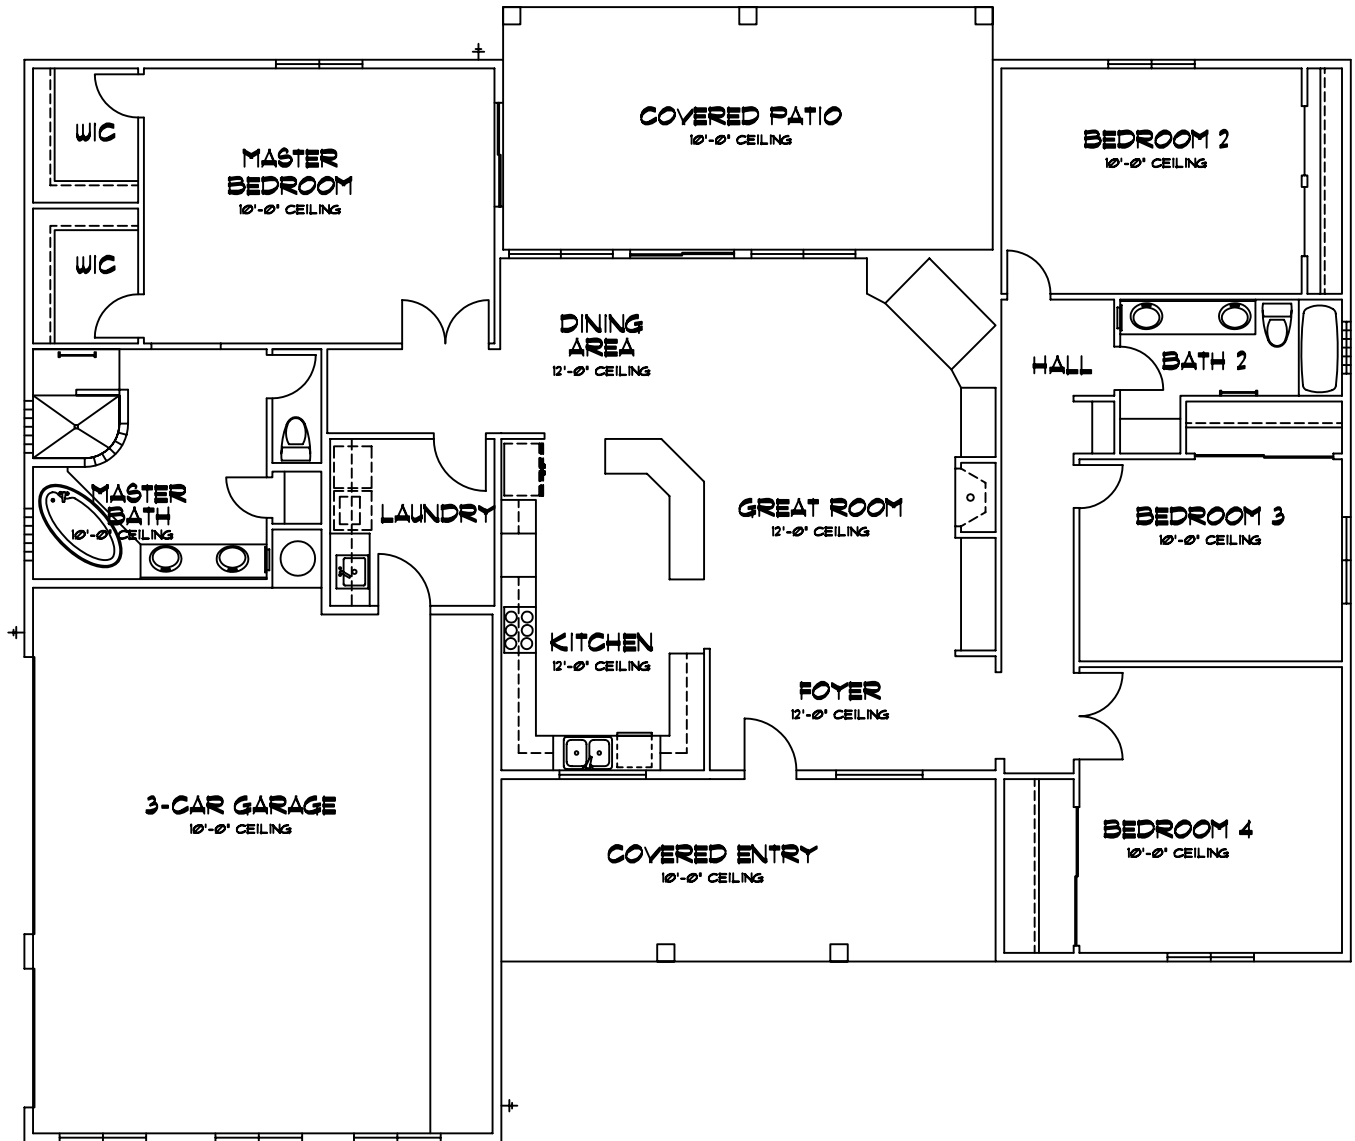 COVERED PATIO
10'-0" CEILING
WIC
MASTER
BEDROOM
10'-0" CEILING
BEDROOM 2
10'-0" CEILING
WIC
DINING
AREA
12'-0" CEILING
HALL
BATH 2
MASTER
BATH
10'-0" CEILING
LAUNDRY
GREAT ROOM
12'-0" CEILING
BEDROOM 3
10'-0" CEILING
KITCHEN
12'-0" CEILING
FOYER
12'-0" CEILING
3-CAR GARAGE
10'-0" CEILING
COVERED ENTRY
10'-0" CEILING
BEDROOM 4
10'-0" CEILING